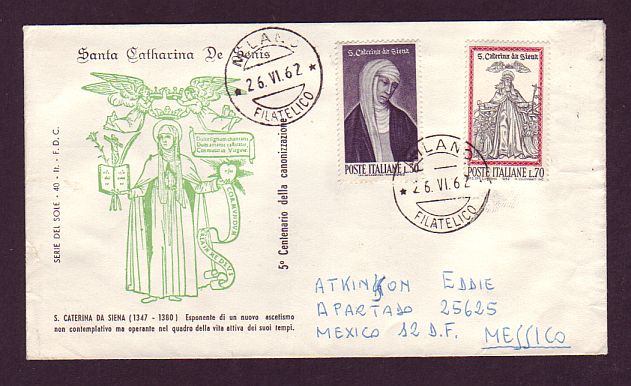 Santa Catharina De Senis
SERIE DEL SOLE - 40 - It. - F. D. C.
5° Centenario della canonizzazione
S. CATERINA DA SIENA (1347 - 1380) Esponente di un nuovo ascetismo
non contemplativo ma operante nel quadro della vita attiva dei suoi tempi.
MILANO
* 26.VI.62 *
FILATELICO
S. Caterina da Siena
POSTE ITALIANE L.30
S. Caterina da Siena
POSTE ITALIANE L.70
MILANO
* 26.VI.62
FILATELICO
ATKINSON EDDIE
APARTADO 25625
MEXICO 12 D.F. MESSICO